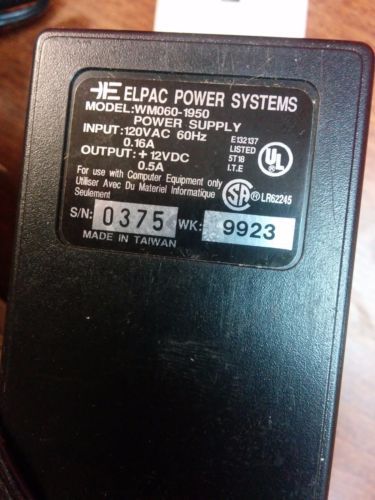 ELPAC POWER SYSTEMS
MODEL:WM060-1950
POWER SUPPLY
INPUT:120VAC 60Hz
0.16A
OUTPUT: + 12VDC
0.5A
E132137
LISTED
5T18
I.T.E
UL
For use with Computer Equipment only
Utiliser Avec Du Materiel Informatique
Seulement
SA ® LR62245
S/N: 0375 WK: 9923
MADE IN TAIWAN